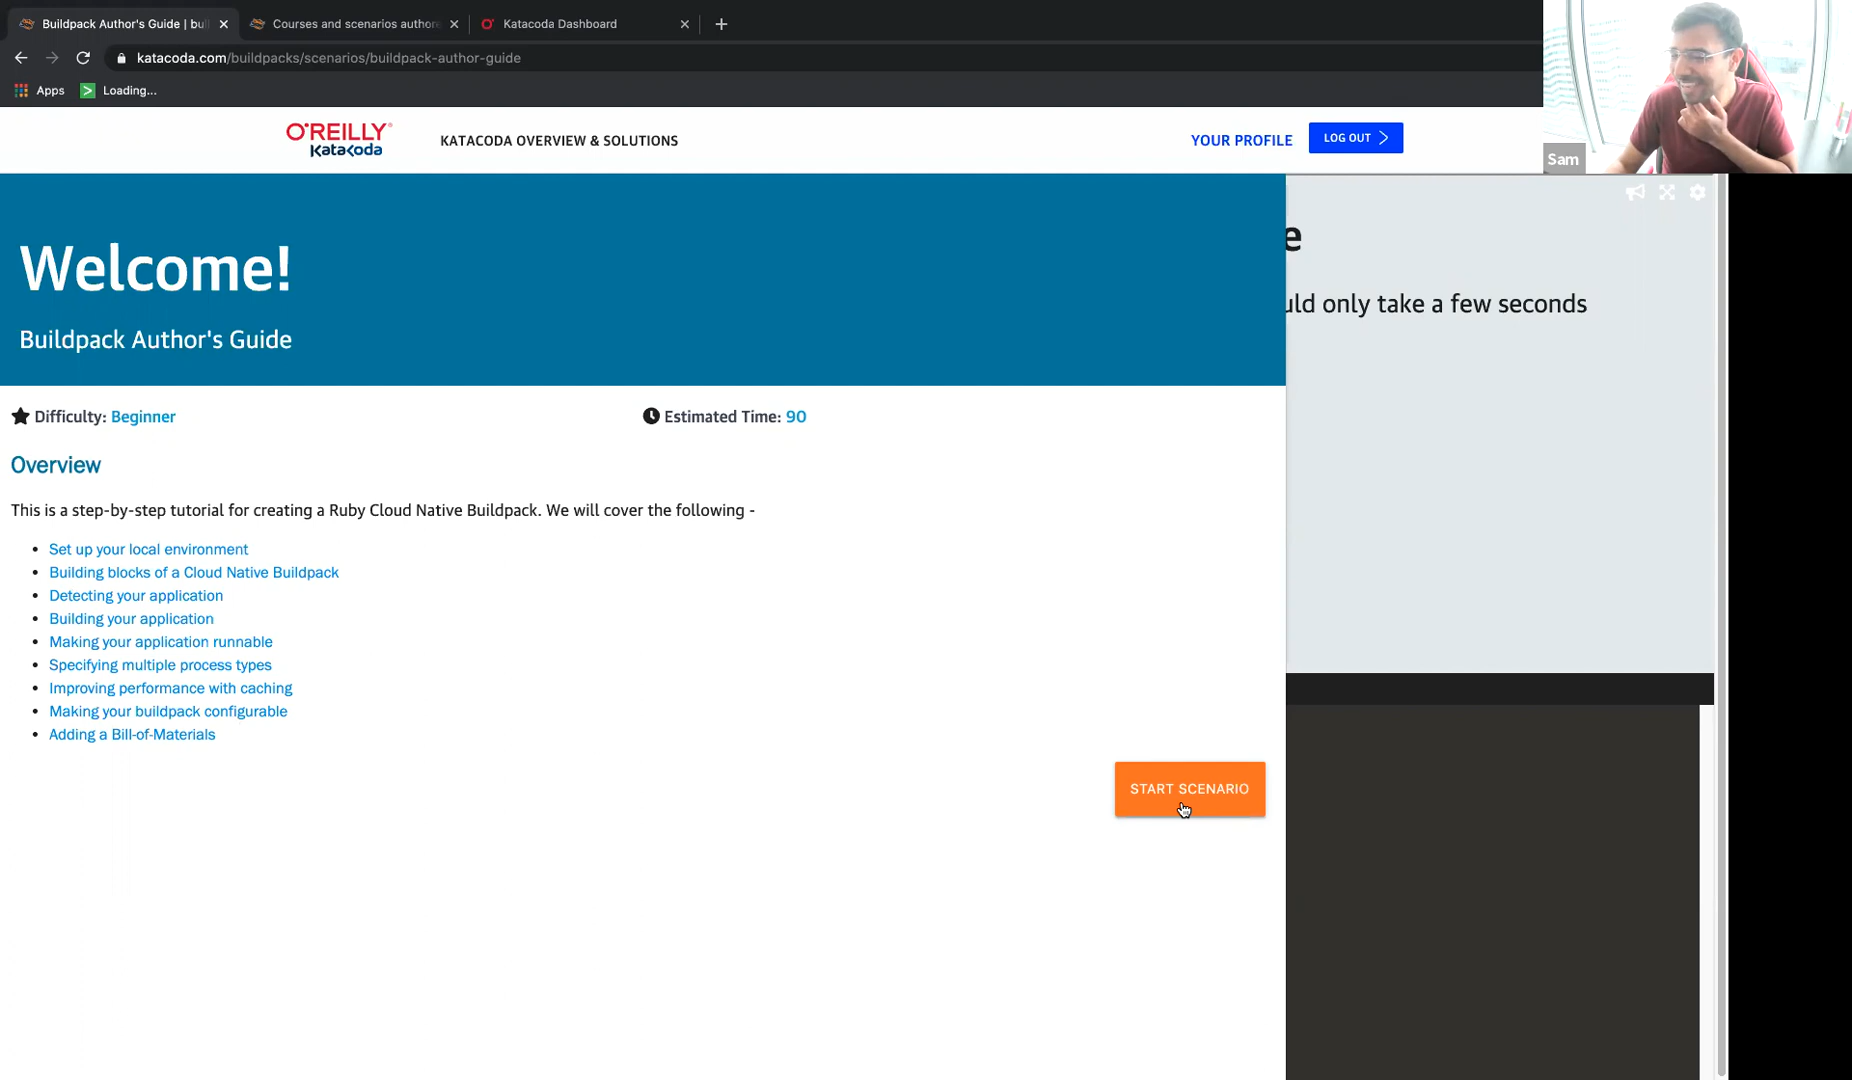 Buildpack Author's Guide | bu
Courses and scenarios author
Katacoda Dashboard
katacoda.com/buildpacks/scenarios/buildpack-author-guide
Apps
Loading...
O'REILLY®
Katacoda
KATACODA OVERVIEW & SOLUTIONS
YOUR PROFILE
LOG OUT
Sam
Welcome!
Buildpack Author's Guide
e
uld only take a few seconds
Difficulty: Beginner
Estimated Time: 90
Overview
This is a step-by-step tutorial for creating a Ruby Cloud Native Buildpack. We will cover the following -
• Set up your local environment
• Building blocks of a Cloud Native Buildpack
• Detecting your application
• Building your application
• Making your application runnable
• Specifying multiple process types
• Improving performance with caching
• Making your buildpack configurable
• Adding a Bill-of-Materials
START SCENARIO